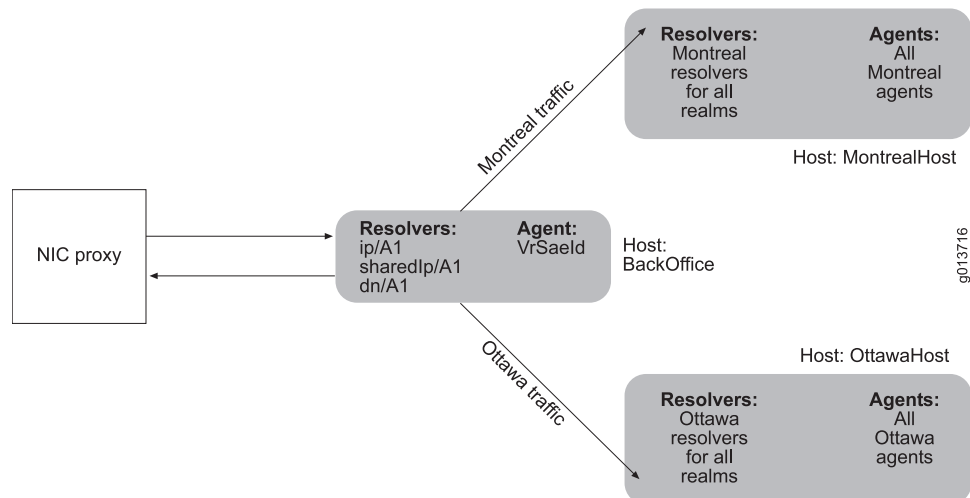 Resolvers:
Montreal
resolvers
for all
realms
Agents:
All
Montreal
agents
Host: MontrealHost
Montreal traffic
NIC proxy
Resolvers:
ip/A1
sharedIp/A1
dn/A1
Agent:
VrSaeId
Host:
BackOffice
g013716
Ottawa traffic
Host: OttawaHost
Resolvers:
Ottawa
resolvers
for all
realms
Agents:
All
Ottawa
agents